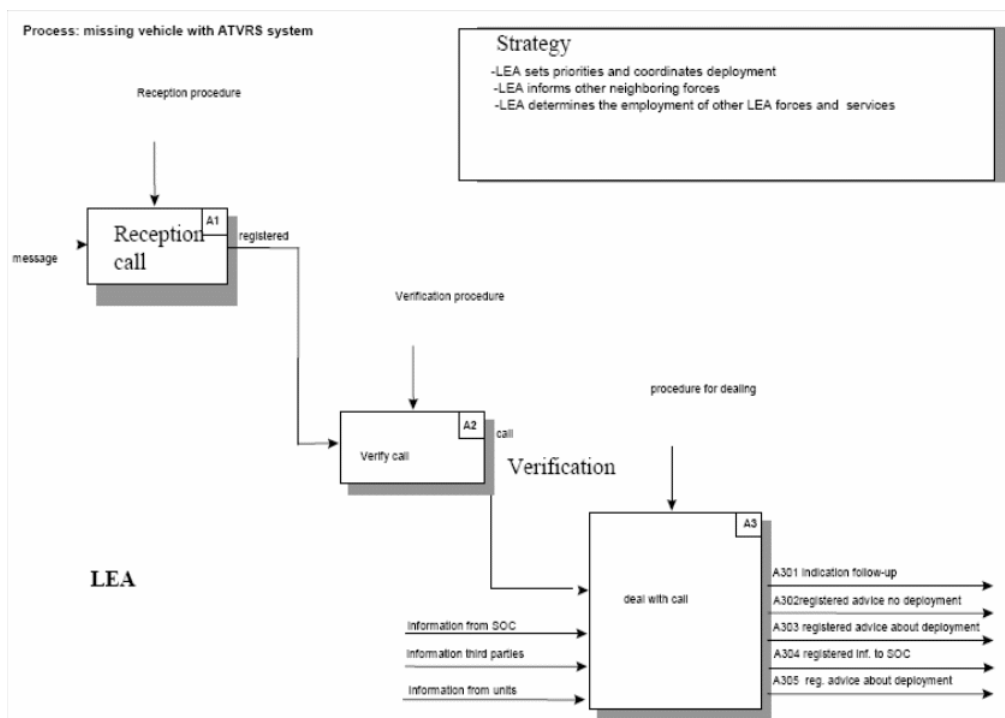 Process: missing vehicle with ATVRS system
Strategy
-LEA sets priorities and coordinates deployment
-LEA informs other neighboring forces
-LEA determines the employment of other LEA forces and services
Reception procedure
A1
Reception
call
registered
message
Verification procedure
A2
Verify call
call
Verification
procedure for dealing
A3
deal with call
LEA
Information from SOC
Information third parties
Information from units
A301 Indication follow-up
A302registered advice no deployment
A303 registered advice about deployment
A304 registered Inf. to SOC
A305 reg. advice about deployment